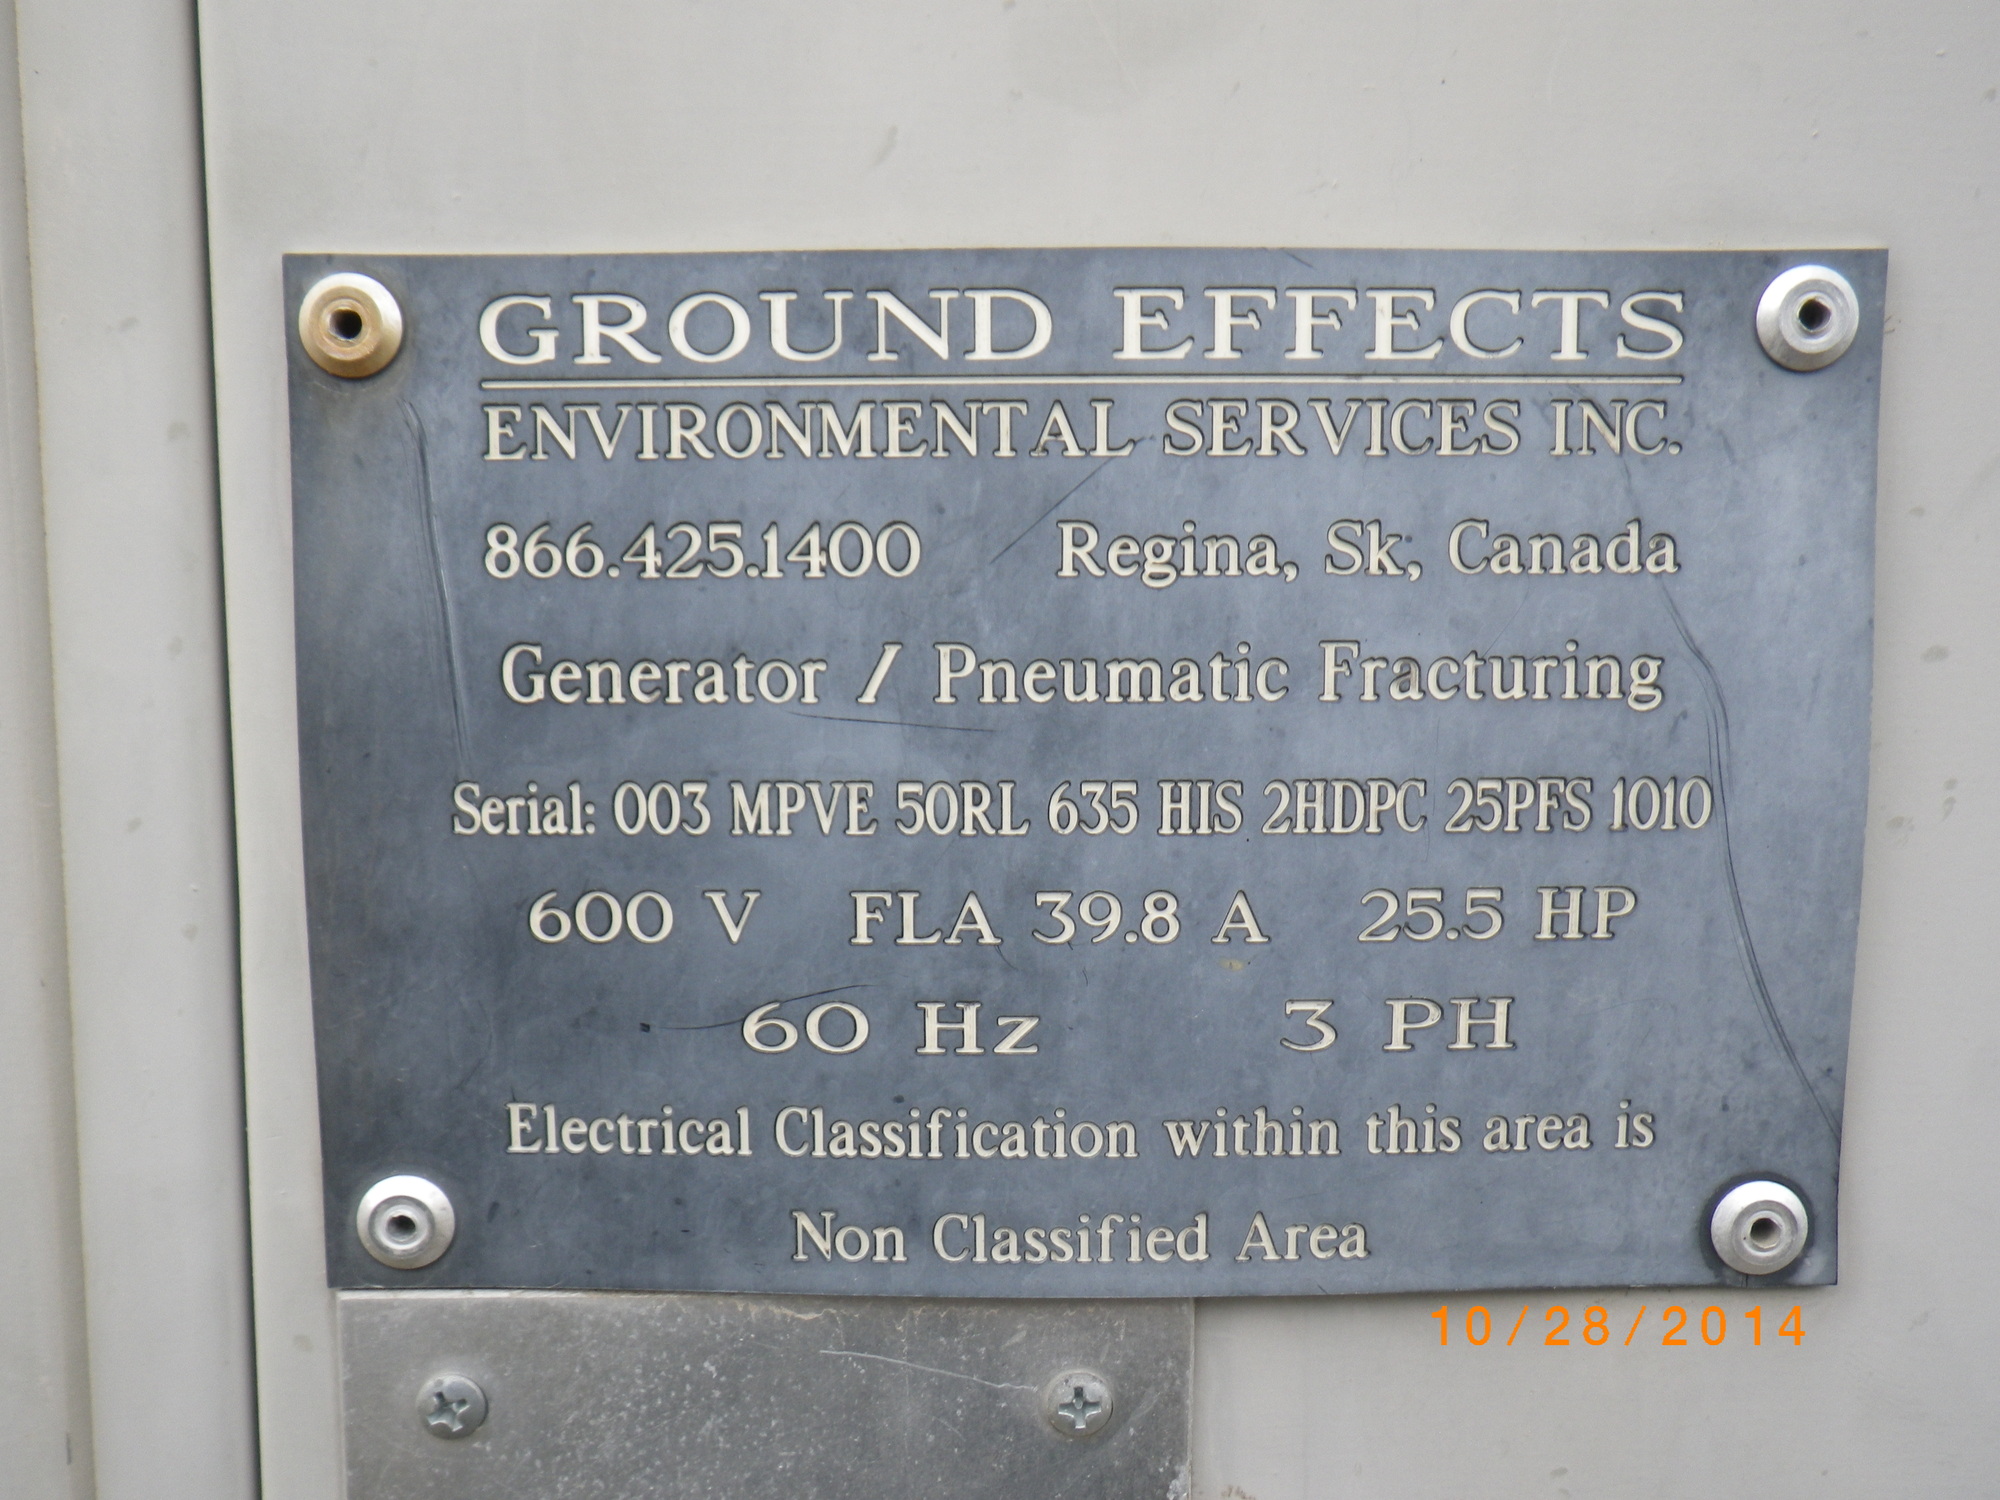 GROUND EFFECTS
ENVIRONMENTAL SERVICES INC.
866.425.1400 Regina, Sk, Canada
Generator / Pneumatic Fracturing
Serial: 003 MPVE 50RL 635 HIS 2HDPC 25PFS 1010
600 V FLA 39.8 A 25.5 HP
60 Hz 3 PH
Electrical Classification within this area is
Non Classified Area
10/28/2014